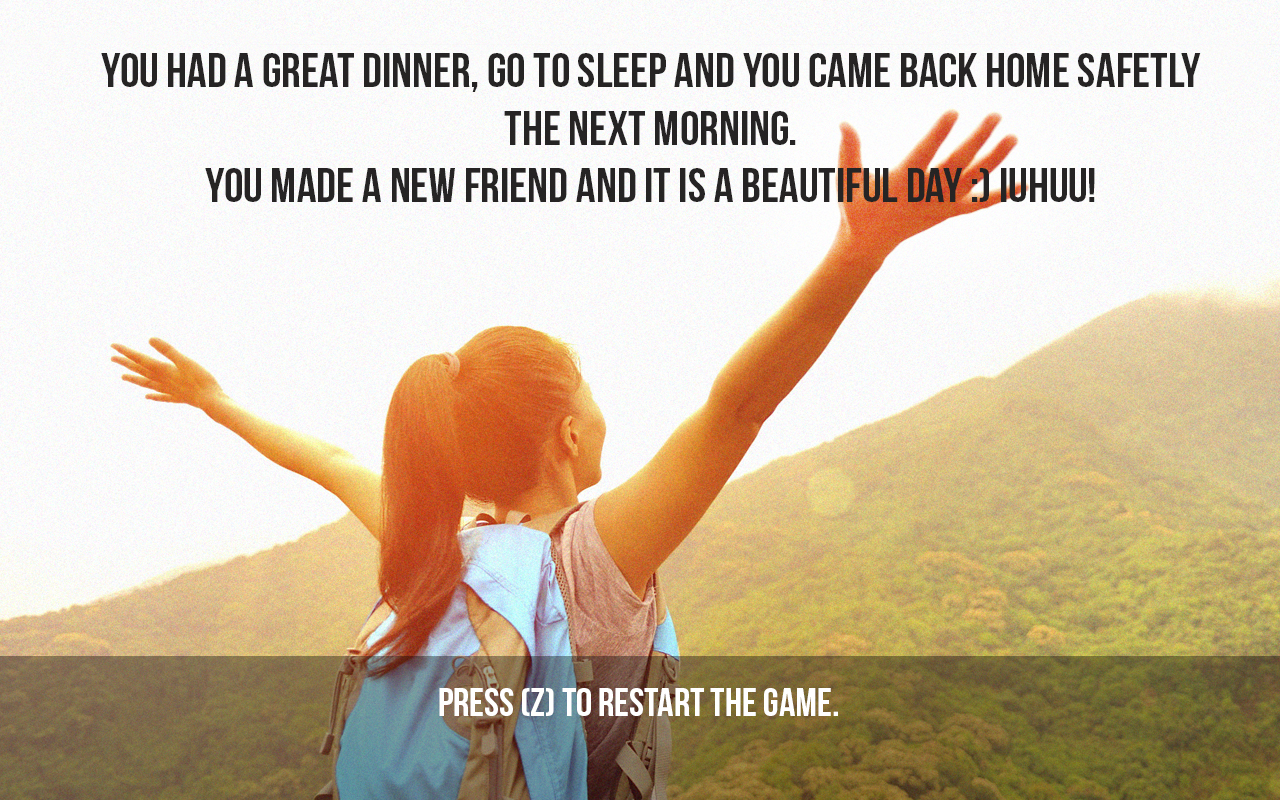 YOU HAD A GREAT DINNER, GO TO SLEEP AND YOU CAME BACK HOME SAFETLY
THE NEXT MORNING.
YOU MADE A NEW FRIEND AND IT IS A BEAUTIFUL DAY :) IUHUU!
PRESS (Z) TO RESTART THE GAME.